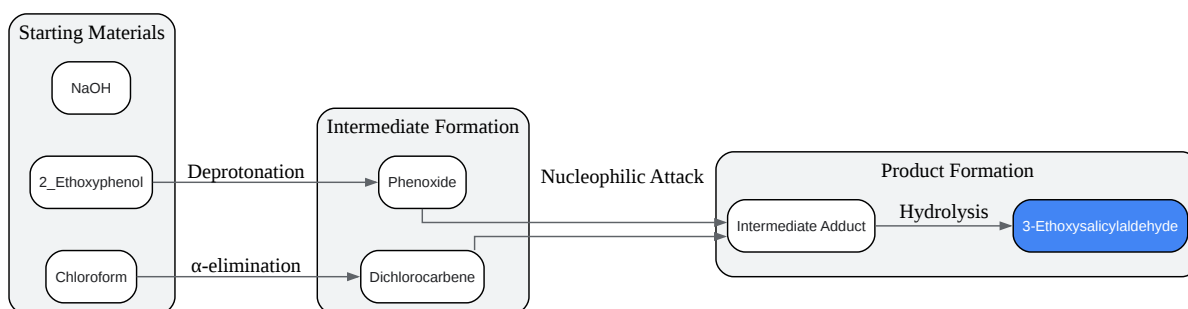 Starting Materials
NaOH
2_Ethoxyphenol
Chloroform
Deprotonation
α-elimination
Intermediate Formation
Phenoxide
Dichlorocarbene
Nucleophilic Attack
Product Formation
Intermediate Adduct
Hydrolysis
3-Ethoxysalicylaldehyde